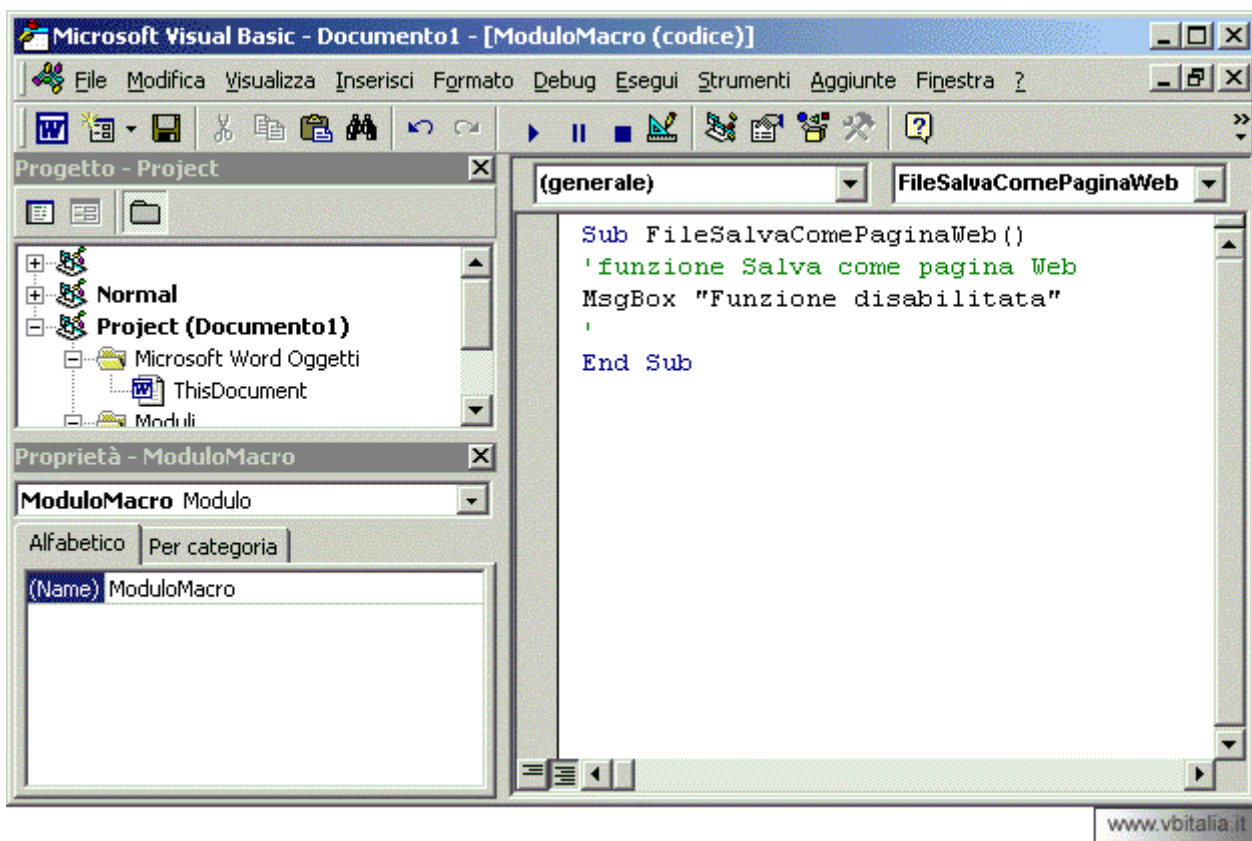 Microsoft Visual Basic - Documento1 - [ModuloMacro (codice)]
File Modifica Visualizza Inserisci Formato Debug Esegui Strumenti Aggiunte Finestra ?
Progetto - Project
Normal
Project (Documento1)
Microsoft Word Oggetti
ThisDocument
Moduli
Proprietà - ModuloMacro
ModuloMacro Modulo
Alfabetico Per categoria
(Name) ModuloMacro
(generale) FileSalvaComePaginaWeb
Sub FileSalvaComePaginaWeb()
'funzione Salva come pagina Web
MsgBox "Funzione disabilitata"
'
End Sub
www.vbitalia.it